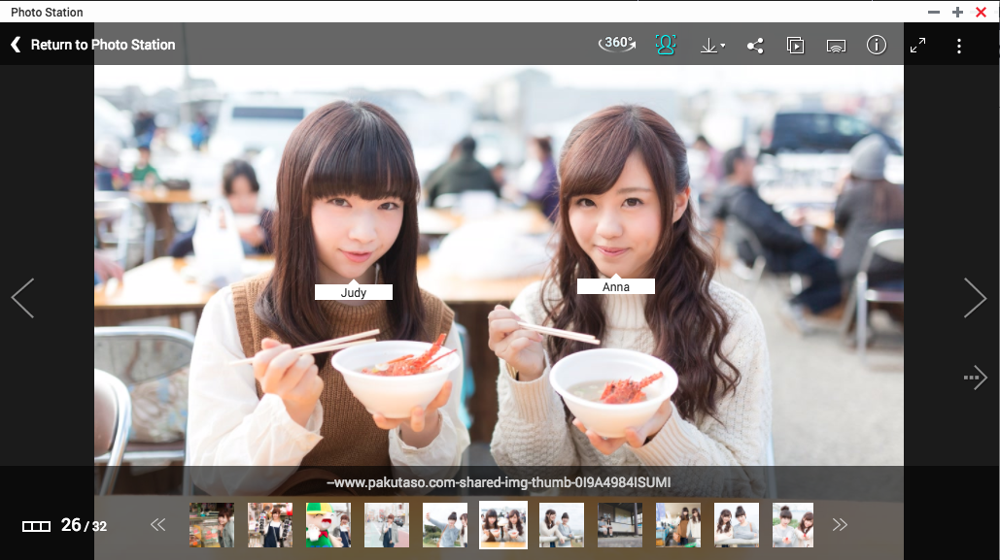 Photo Station
Return to Photo Station
360°
Judy
Anna
--www.pakutaso.com-shared-img-thumb-0I9A4984ISUMI
26 / 32